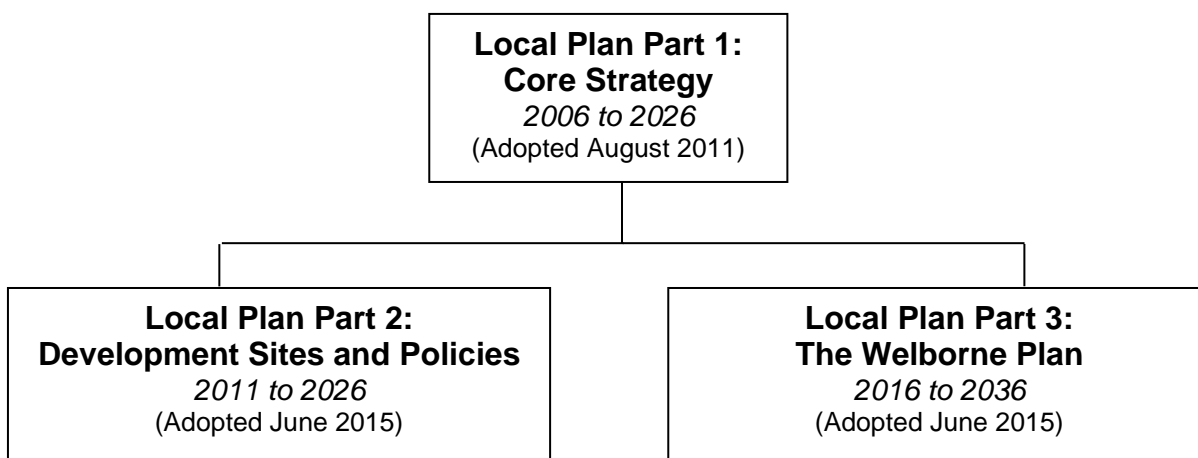 Local Plan Part 1:
Core Strategy
2006 to 2026
(Adopted August 2011)
Local Plan Part 2:
Development Sites and Policies
2011 to 2026
(Adopted June 2015)
Local Plan Part 3:
The Welborne Plan
2016 to 2036
(Adopted June 2015)